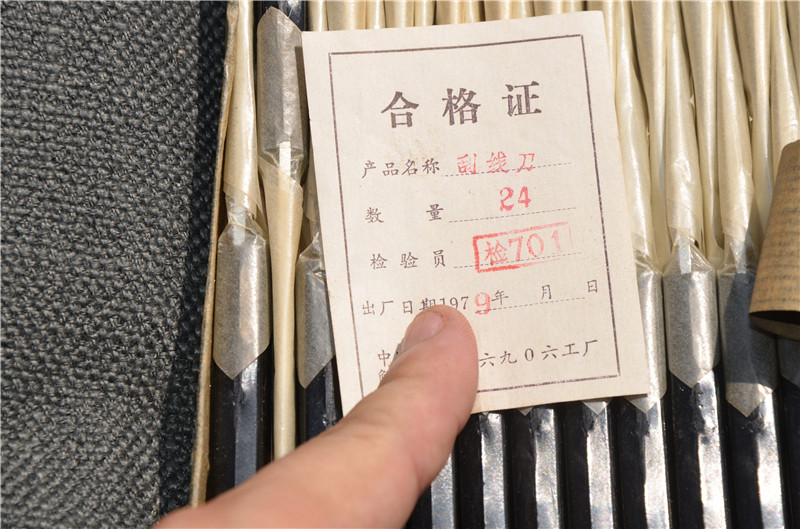 合格证
产品名称 刮线刀
数量 24
检验员 检701
出厂日期1979年 月 日
中 六九0六工厂